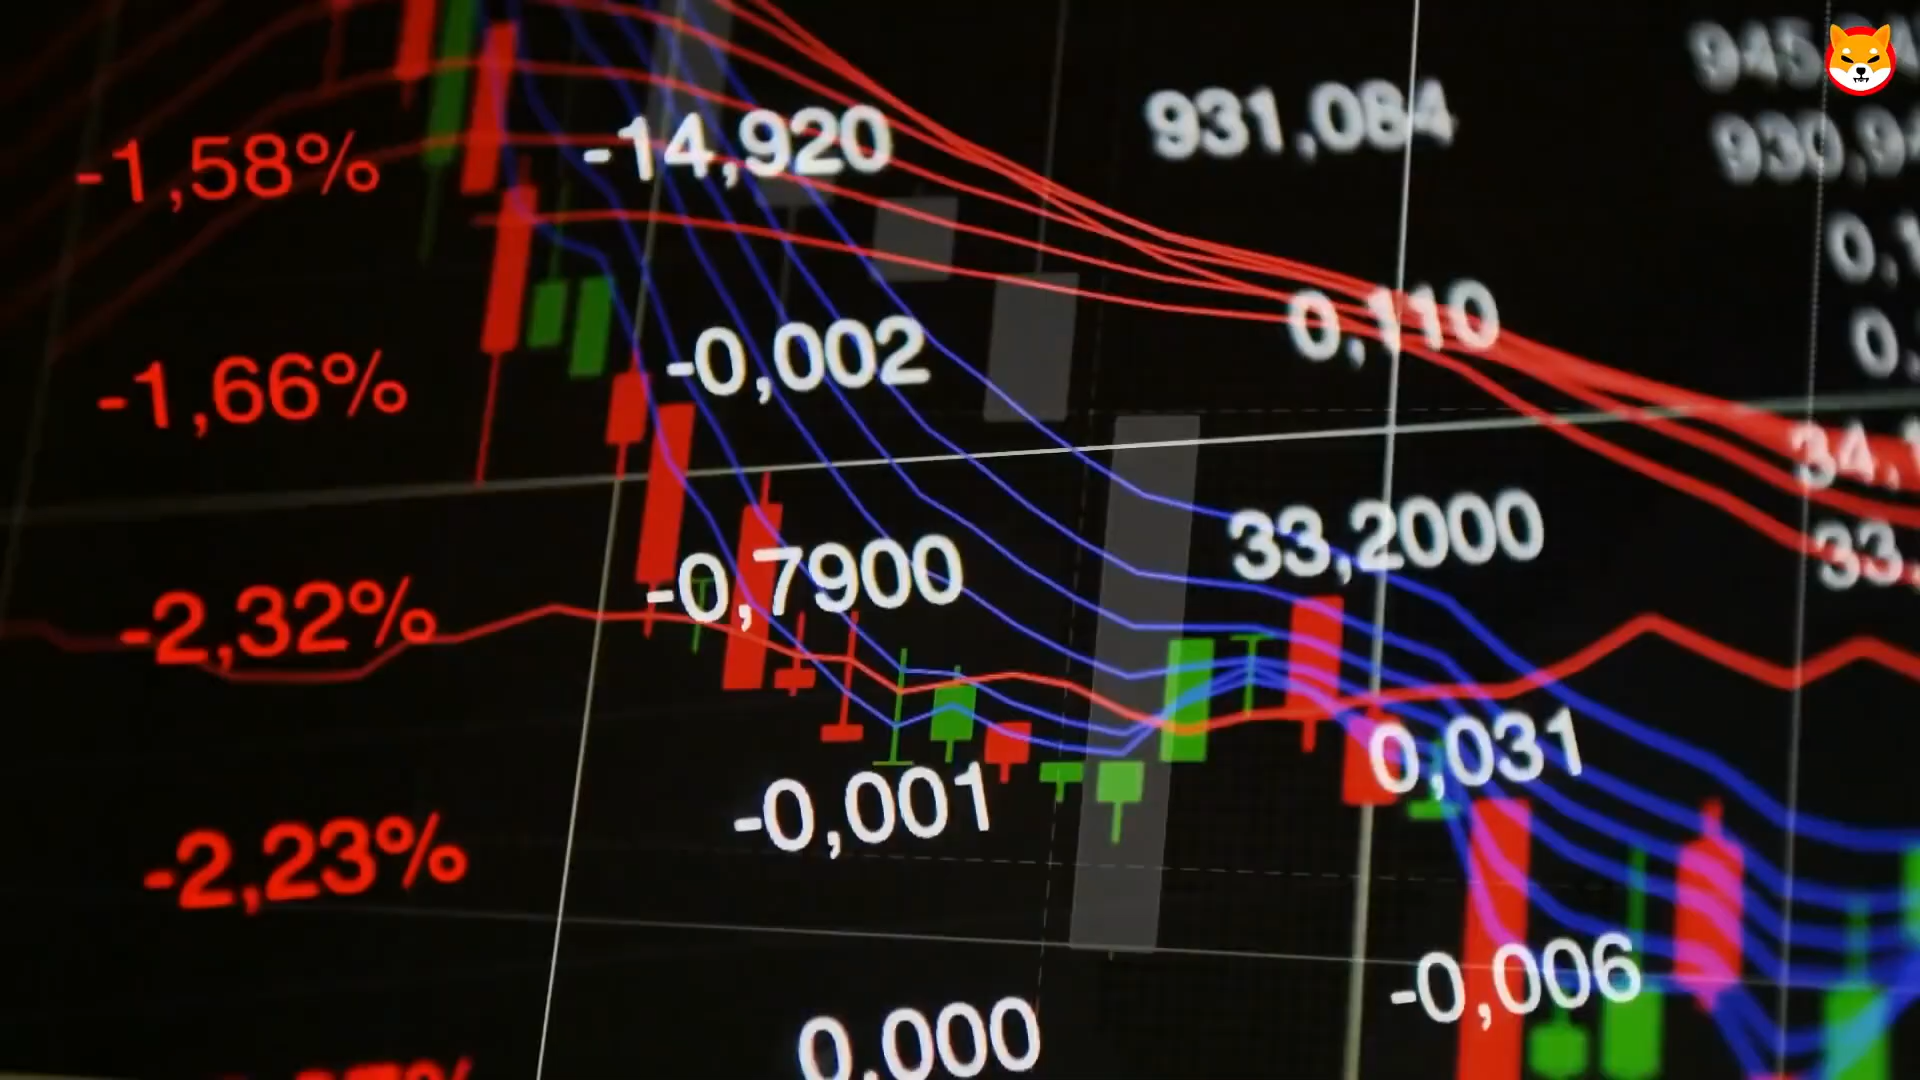 -1,58% -14,920 931,084
-1,66% -0,002 0,110
-2,32% -0,7900 33,2000
-2,23% -0,001 0,031
0,000 -0,006